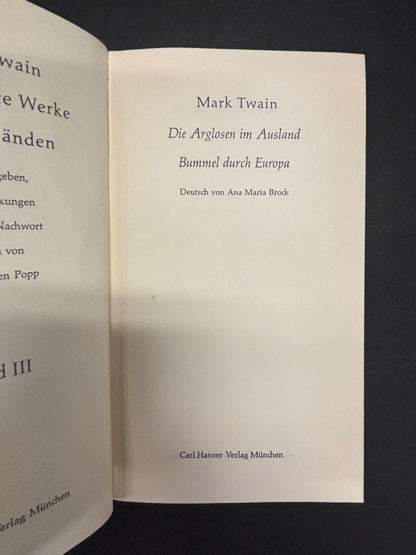 wain
te Werke
änden
geben,
kungen
Nachwort
n von
en Popp
d III
erlag München
Mark Twain
Die Arglosen im Ausland
Bummel durch Europa
Deutsch von Ana Maria Brock
Carl Hanser Verlag München